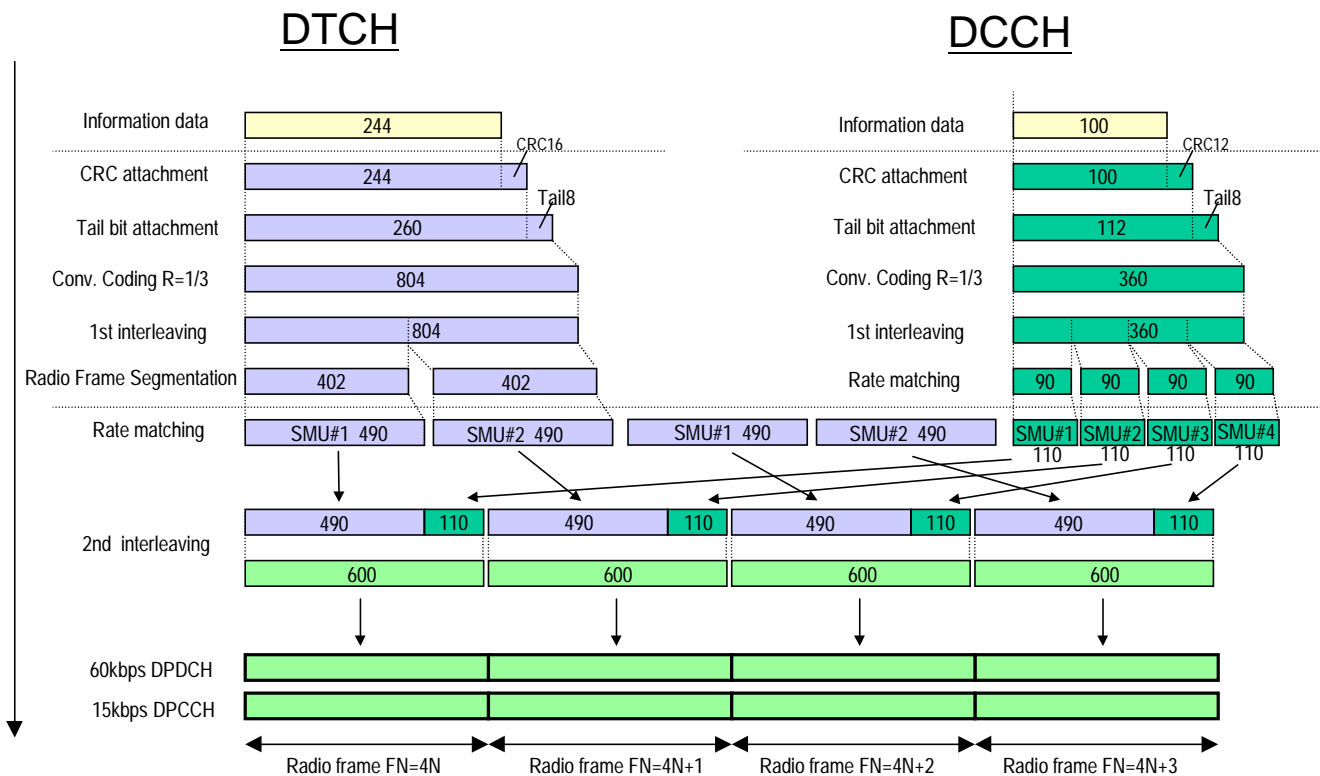 DTCH
DCCH
Information data
244
Information data
100
CRC16
CRC12
CRC attachment
244
CRC attachment
100
Tail8
Tail8
Tail bit attachment
260
Tail bit attachment
112
Conv. Coding R=1/3
804
Conv. Coding R=1/3
360
1st interleaving
804
1st interleaving
360
Radio Frame Segmentation
402
402
Rate matching
90
90
90
90
Rate matching
SMU#1 490
SMU#2 490
SMU#1 490
SMU#2 490
SMU#1
SMU#2
SMU#3
SMU#4
110
110
110
110
2nd interleaving
490
110
490
110
490
110
490
110
600
600
600
600
60kbps DPDCH
15kbps DPCCH
Radio frame FN=4N
Radio frame FN=4N+1
Radio frame FN=4N+2
Radio frame FN=4N+3